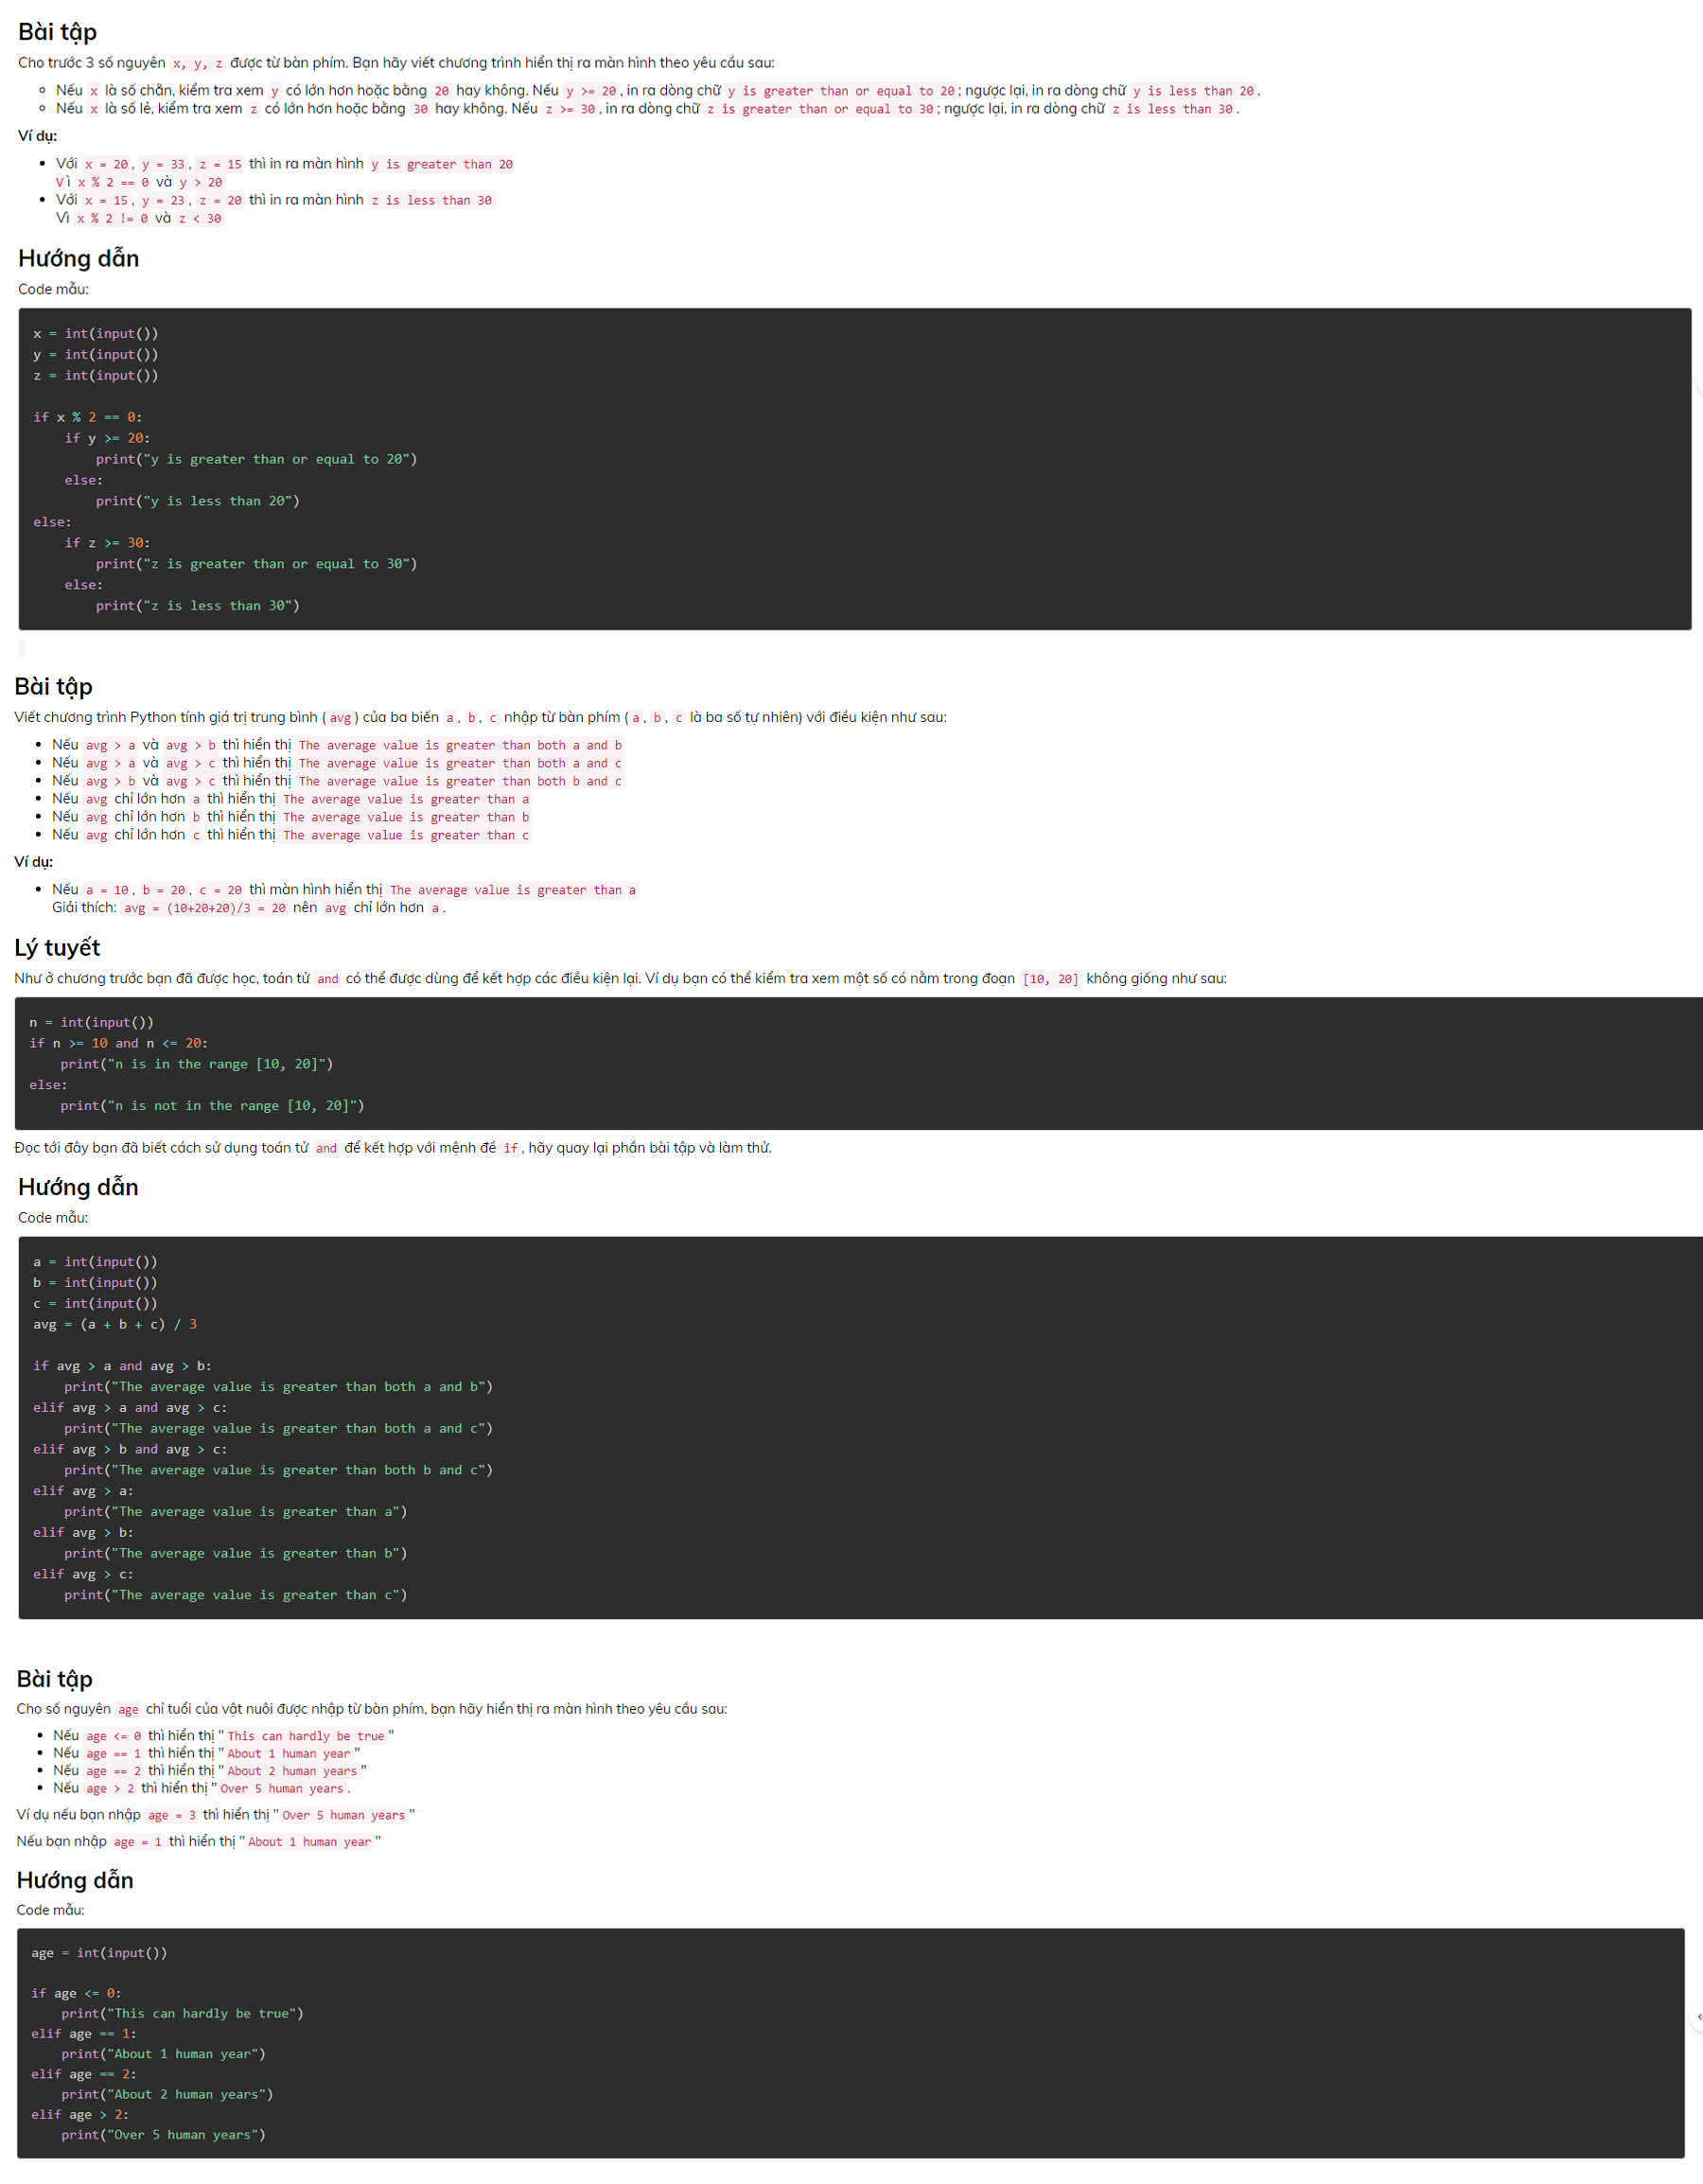 Bài tập
Cho trước 3 số nguyên x, y, z được từ bàn phím. Bạn hãy viết chương trình hiển thị ra màn hình theo yêu cầu sau:
Nếu x là số chẵn, kiểm tra xem y có lớn hơn hoặc bằng 20 hay không. Nếu y >= 20, in ra dòng chữ y is greater than or equal to 20; ngược lại, in ra dòng chữ y is less than 20.
Nếu x là số lẻ, kiểm tra xem z có lớn hơn hoặc bằng 30 hay không. Nếu z >= 30, in ra dòng chữ z is greater than or equal to 30; ngược lại, in ra dòng chữ z is less than 30.
Ví dụ:
Với x = 20, y = 33, z = 15 thì in ra màn hình y is greater than 20
Vì x % 2 == 0 và y > 20
Với x = 15, y = 23, z = 20 thì in ra màn hình z is less than 30
Vì x % 2 != 0 và z < 30
Hướng dẫn
Code mẫu:
x = int(input())
y = int(input())
z = int(input())
if x % 2 == 0:
    if y >= 20:
        print("y is greater than or equal to 20")
    else:
        print("y is less than 20")
else:
    if z >= 30:
        print("z is greater than or equal to 30")
    else:
        print("z is less than 30")
Bài tập
Viết chương trình Python tính giá trị trung bình (avg) của ba biến a, b, c nhập từ bàn phím (a, b, c là ba số tự nhiên) với điều kiện như sau:
Nếu avg > a và avg > b thì hiển thị The average value is greater than both a and b
Nếu avg > a và avg > c thì hiển thị The average value is greater than both a and c
Nếu avg > b và avg > c thì hiển thị The average value is greater than both b and c
Nếu avg chỉ lớn hơn a thì hiển thị The average value is greater than a
Nếu avg chỉ lớn hơn b thì hiển thị The average value is greater than b
Nếu avg chỉ lớn hơn c thì hiển thị The average value is greater than c
Ví dụ:
Nếu a = 10, b = 20, c = 20 thì màn hình hiển thị The average value is greater than a
Giải thích: avg = (10+20+20)/3 = 20 nên avg chỉ lớn hơn a.
Lý tuyết
Như ở chương trước bạn đã được học, toán tử and có thể được dùng để kết hợp các điều kiện lại. Ví dụ bạn có thể kiểm tra xem một số có nằm trong đoạn [10, 20] không giống như sau:
n = int(input())
if n >= 10 and n <= 20:
    print("n is in the range [10, 20]")
else:
    print("n is not in the range [10, 20]")
Đọc tới đây bạn đã biết cách sử dụng toán tử and để kết hợp với mệnh đề if, hãy quay lại phần bài tập và làm thử.
Hướng dẫn
Code mẫu:
a = int(input())
b = int(input())
c = int(input())
avg = (a + b + c) / 3
if avg > a and avg > b:
    print("The average value is greater than both a and b")
elif avg > a and avg > c:
    print("The average value is greater than both a and c")
elif avg > b and avg > c:
    print("The average value is greater than both b and c")
elif avg > a:
    print("The average value is greater than a")
elif avg > b:
    print("The average value is greater than b")
elif avg > c:
    print("The average value is greater than c")
Bài tập
Cho số nguyên age chỉ tuổi của vật nuôi được nhập từ bàn phím, bạn hãy hiển thị ra màn hình theo yêu cầu sau:
Nếu age <= 0 thì hiển thị "This can hardly be true"
Nếu age == 1 thì hiển thị "About 1 human year"
Nếu age == 2 thì hiển thị "About 2 human years"
Nếu age > 2 thì hiển thị "Over 5 human years.
Ví dụ nếu bạn nhập age = 3 thì hiển thị "Over 5 human years"
Nếu bạn nhập age = 1 thì hiển thị "About 1 human year"
Hướng dẫn
Code mẫu:
age = int(input())
if age <= 0:
    print("This can hardly be true")
elif age == 1:
    print("About 1 human year")
elif age == 2:
    print("About 2 human years")
elif age > 2:
    print("Over 5 human years")